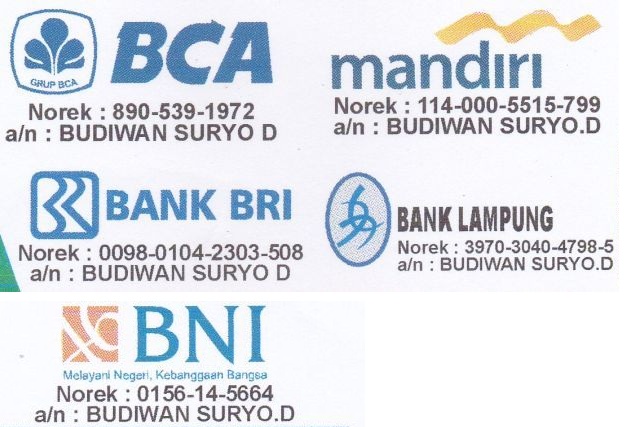 GRUP BCA
BCA
Norek : 890-539-1972
a/n : BUDIWAN SURYO D
mandiri
Norek : 114-000-5515-799
a/n : BUDIWAN SURYO.D
BANK BRI
Norek : 0098-0104-2303-508
a/n : BUDIWAN SURYO D
BANK LAMPUNG
Norek : 3970-3040-4798-5
a/n : BUDIWAN SURYO.D
BNI
Melayani Negeri, Kebanggaan Bangsa
Norek : 0156-14-5664
a/n : BUDIWAN SURYO.D